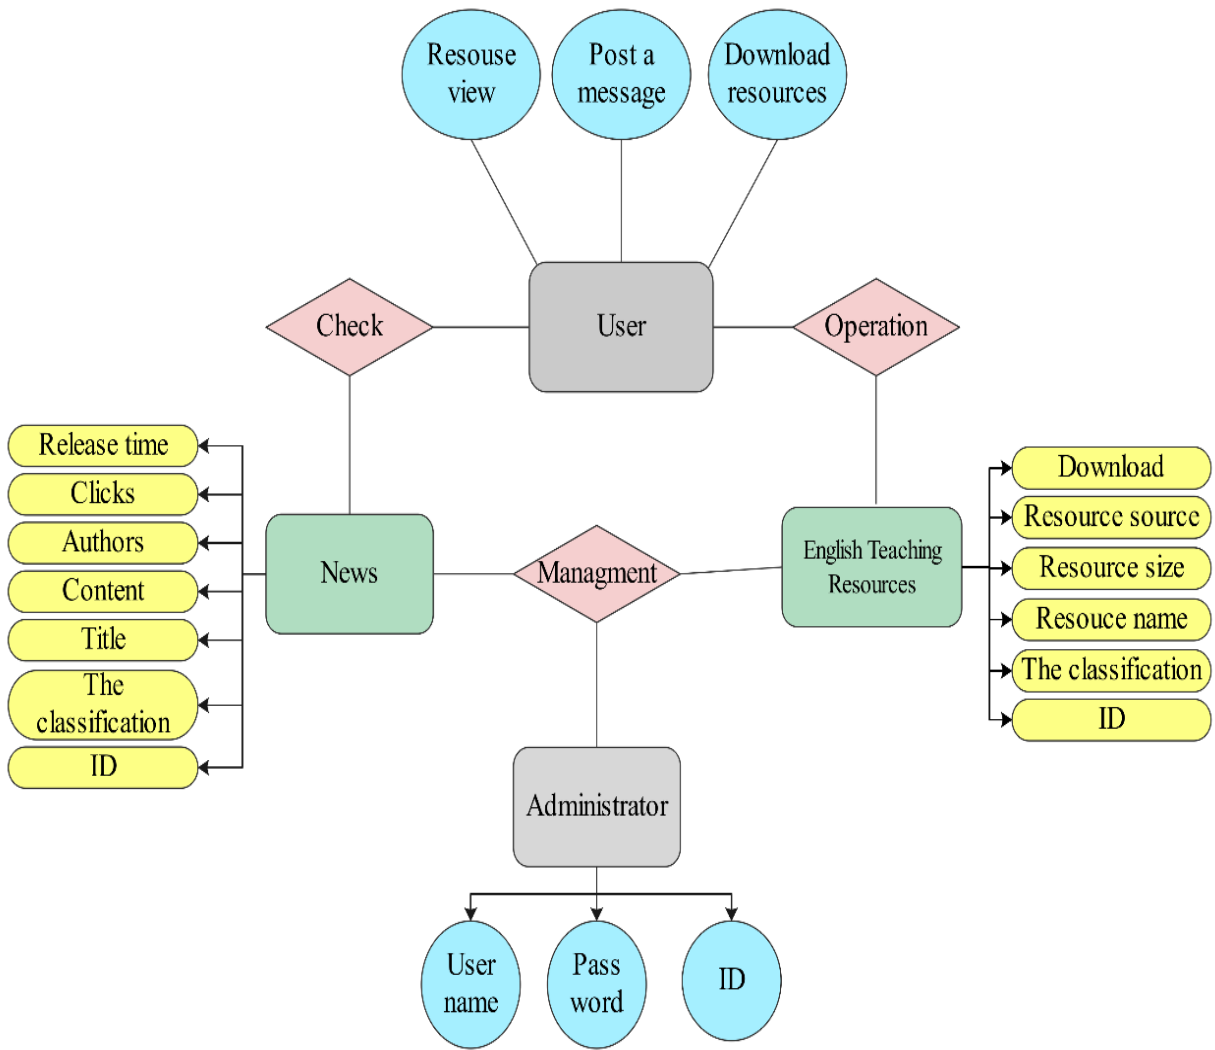 Resouse
view
Post a
message
Download
resources
Check
User
Operation
Release time
Clicks
Authors
Content
Title
The
classification
ID
News
Managment
English Teaching
Resources
Download
Resource source
Resource size
Resouce name
The classification
ID
Administrator
User
name
Pass
word
ID